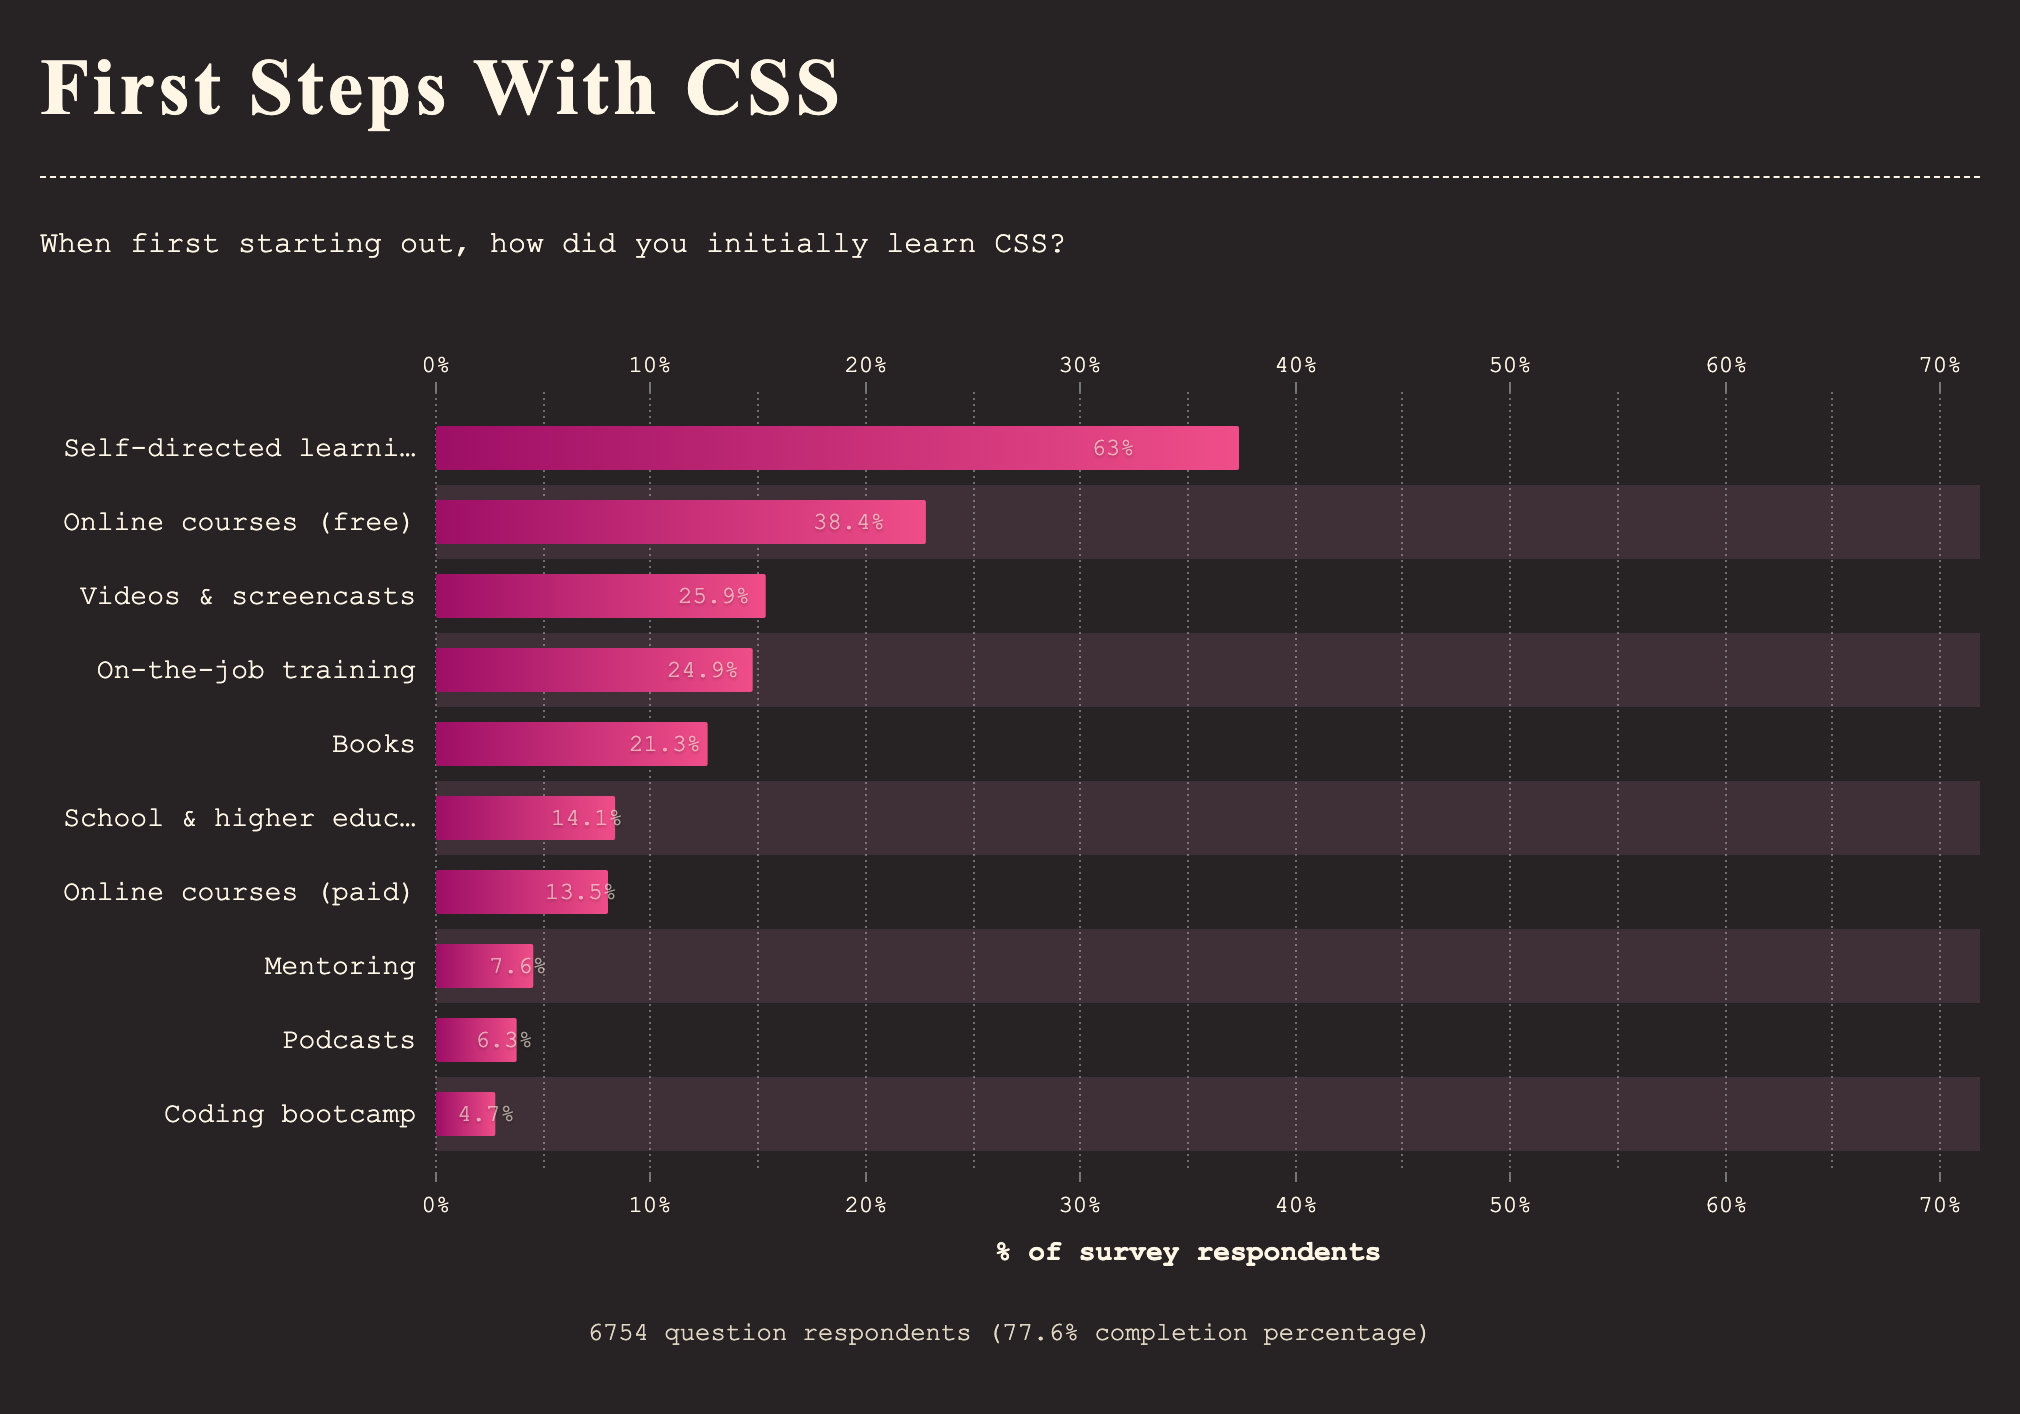 First Steps With CSS
When first starting out, how did you initially learn CSS?
0% 10% 20% 30% 40% 50% 60% 70%
Self-directed learni… 63%
Online courses (free) 38.4%
Videos & screencasts 25.9%
On-the-job training 24.9%
Books 21.3%
School & higher educ… 14.1%
Online courses (paid) 13.5%
Mentoring 7.6%
Podcasts 6.3%
Coding bootcamp 4.7%
0% 10% 20% 30% 40% 50% 60% 70%
% of survey respondents
6754 question respondents (77.6% completion percentage)